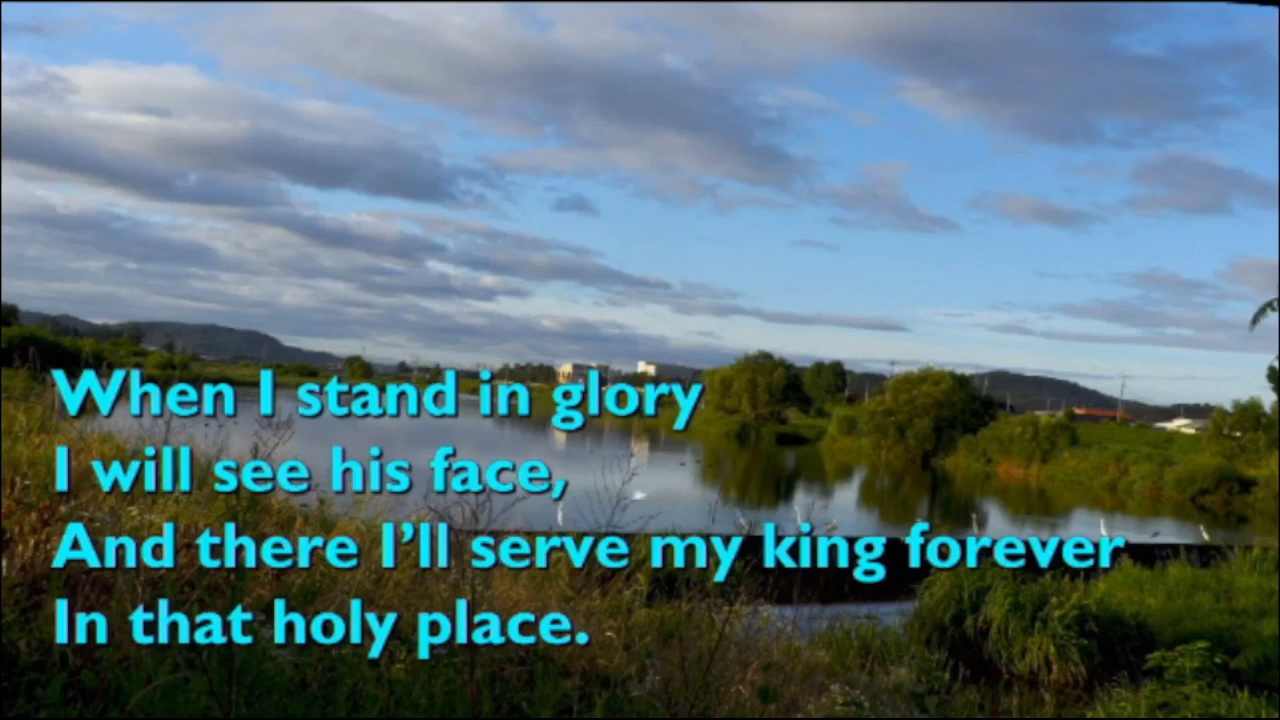 When I stand in glory
I will see his face,
And there I’ll serve my king forever
In that holy place.